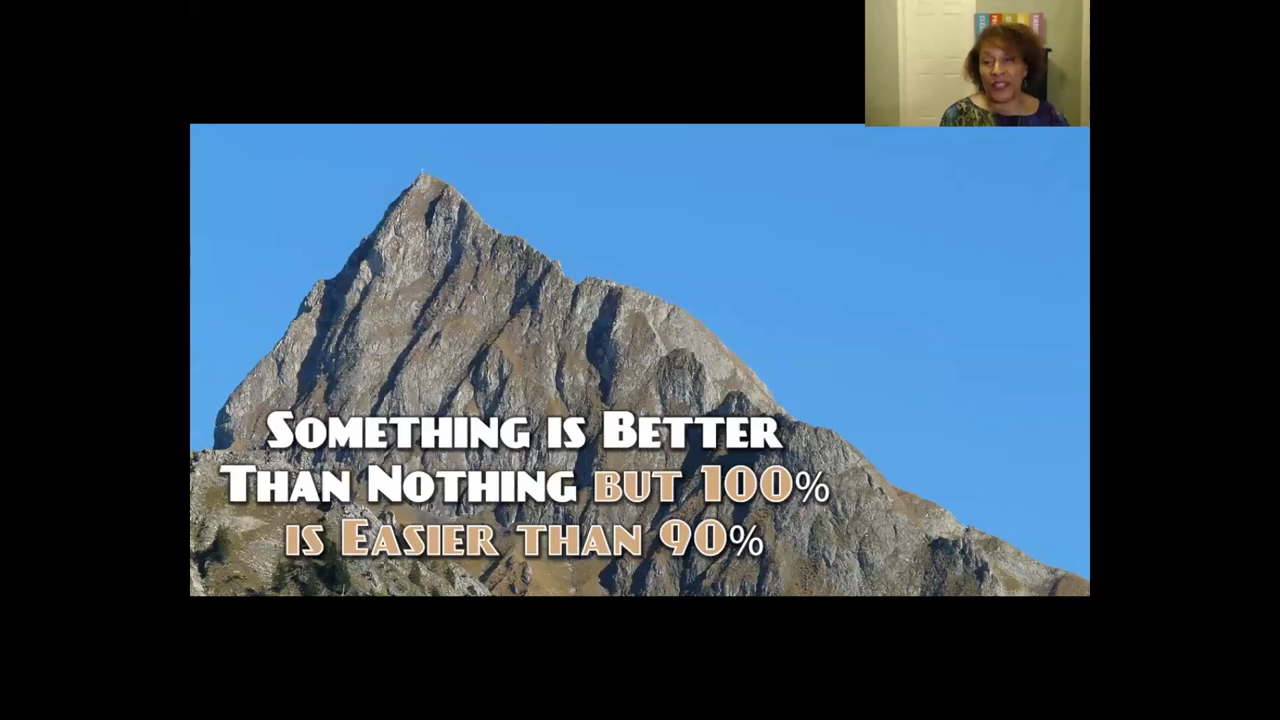 Something is Better
Than Nothing but 100%
is Easier than 90%